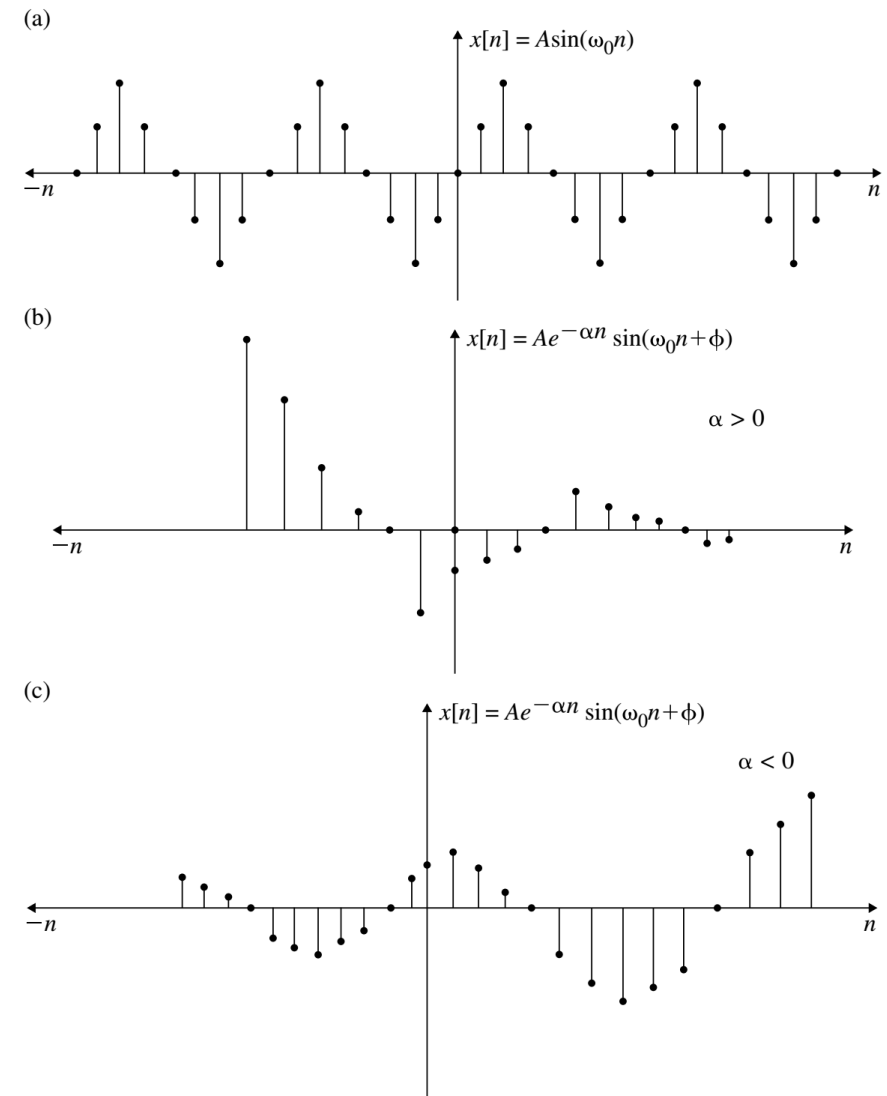 (a)
x[n] = Asin(ω₀n)
−n
n
(b)
x[n] = Ae^{−αn} sin(ω₀n+ϕ)
α > 0
−n
n
(c)
x[n] = Ae^{−αn} sin(ω₀n+ϕ)
α < 0
−n
n